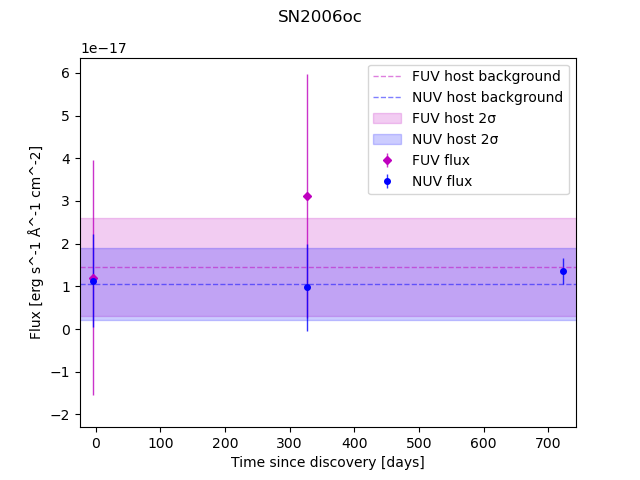 SN2006oc
1e−17
6
5
4
3
2
1
0
−1
−2
Flux [erg s^-1 Å^-1 cm^-2]
FUV host background
NUV host background
FUV host 2σ
NUV host 2σ
FUV flux
NUV flux
0 100 200 300 400 500 600 700
Time since discovery [days]